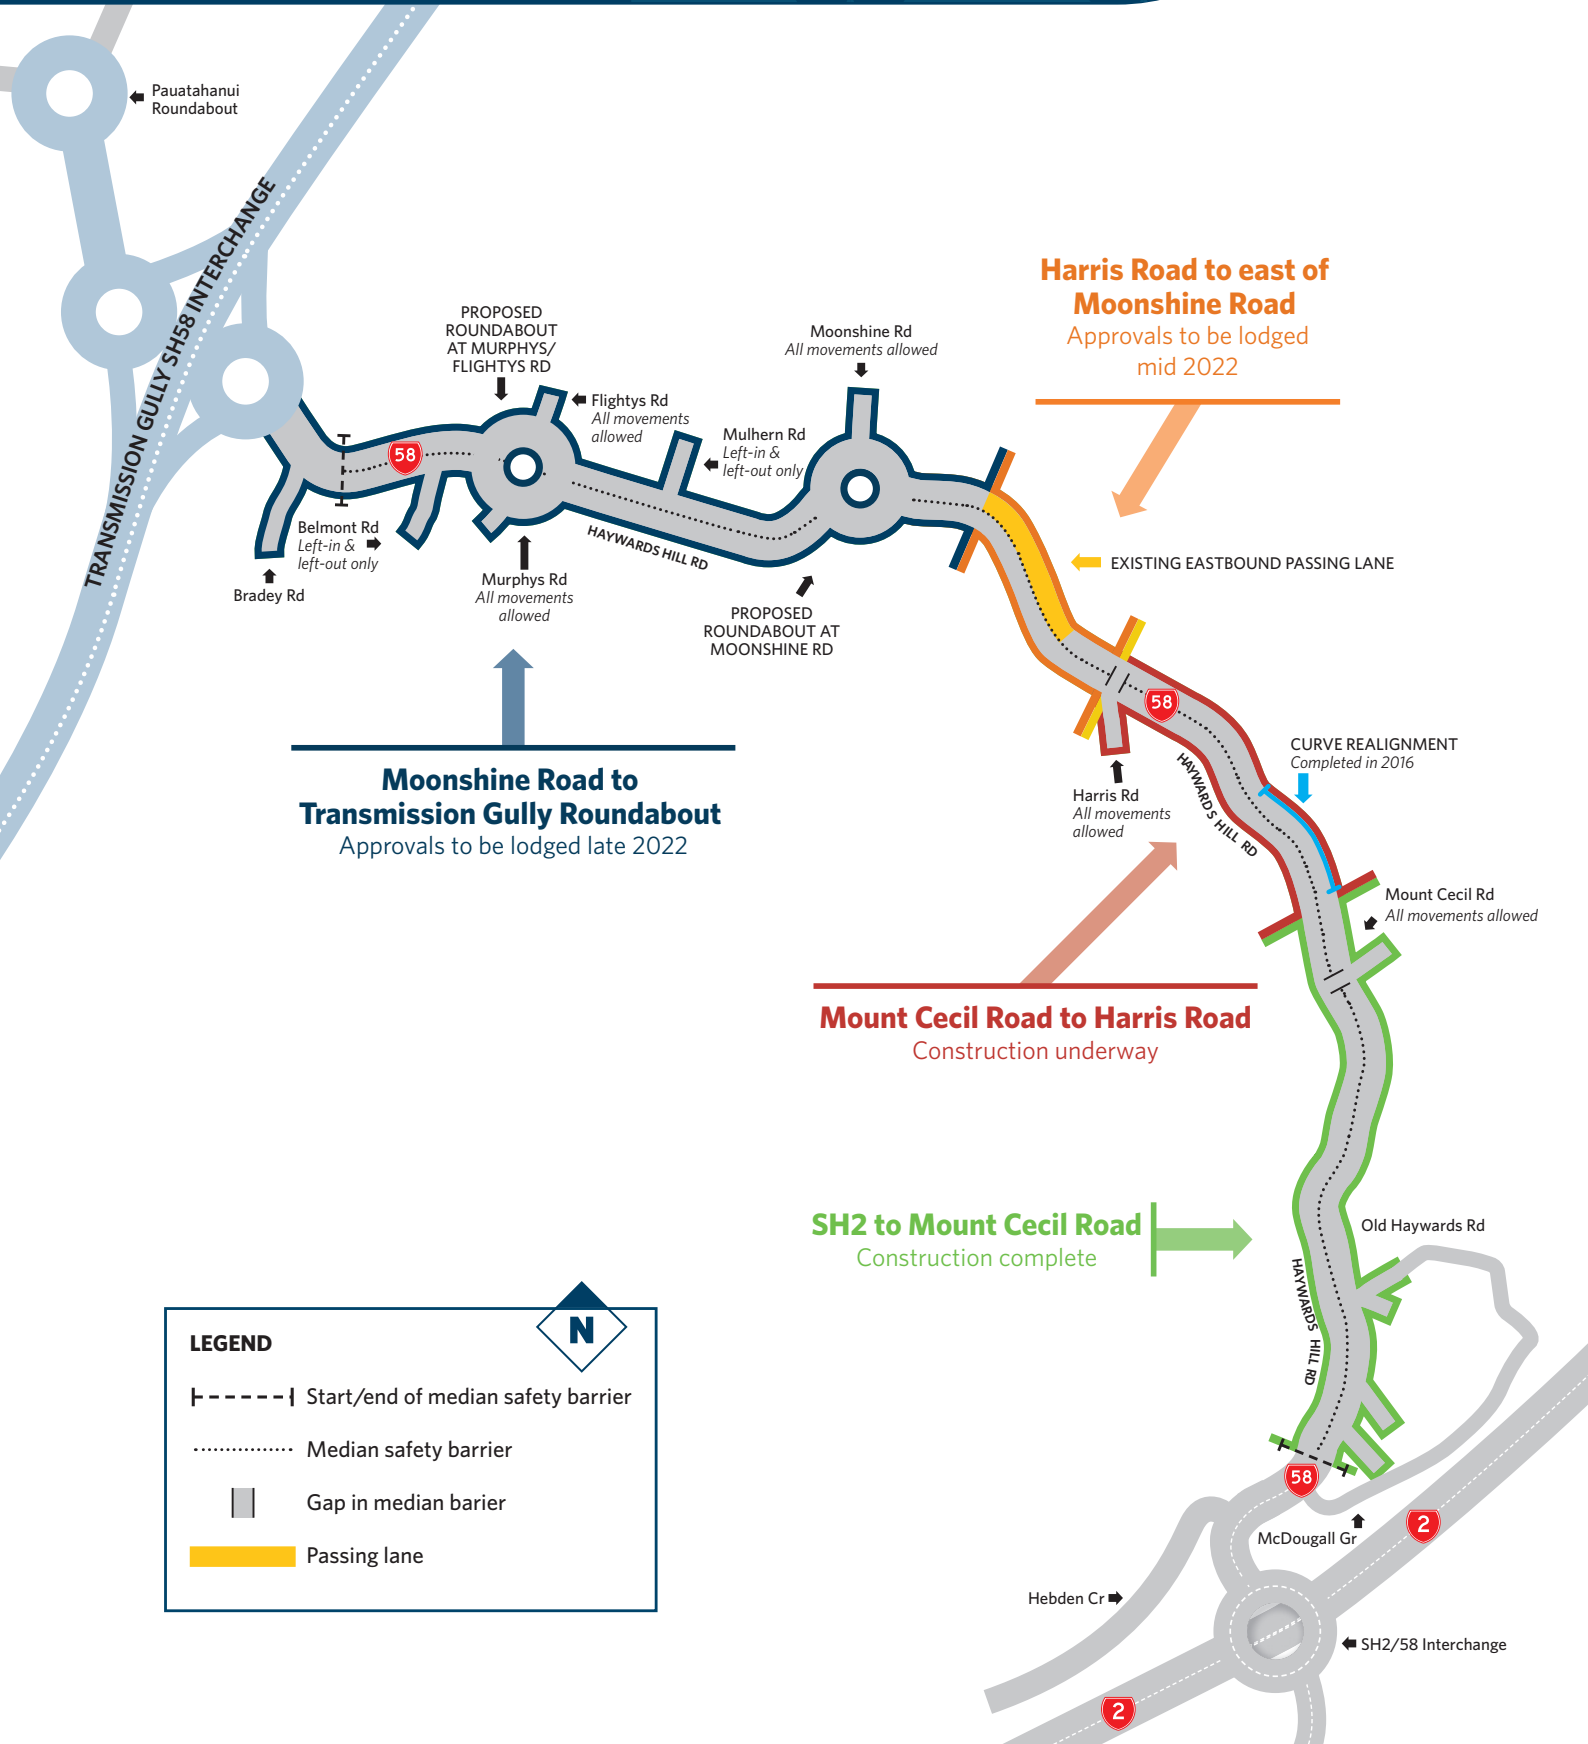 Pauatahanui
Roundabout
TRANSMISSION GULLY SH58 INTERCHANGE
PROPOSED
ROUNDABOUT
AT MURPHYS/
FLIGHTYS RD
Flightys Rd
All movements
allowed
Mulhern Rd
Left-in &
left-out only
Moonshine Rd
All movements allowed
Harris Road to east of
Moonshine Road
Approvals to be lodged
mid 2022
58
Belmont Rd
Left-in &
left-out only
Bradey Rd
Murphys Rd
All movements
allowed
HAYWARDS HILL RD
PROPOSED
ROUNDABOUT AT
MOONSHINE RD
EXISTING EASTBOUND PASSING LANE
58
Moonshine Road to
Transmission Gully Roundabout
Approvals to be lodged late 2022
Harris Rd
All movements
allowed
HAYWARDS HILL RD
CURVE REALIGNMENT
Completed in 2016
Mount Cecil Rd
All movements allowed
Mount Cecil Road to Harris Road
Construction underway
SH2 to Mount Cecil Road
Construction complete
Old Haywards Rd
HAYWARDS HILL RD
58
McDougall Gr
2
Hebden Cr
SH2/58 Interchange
2
N
LEGEND
Start/end of median safety barrier
Median safety barrier
Gap in median barier
Passing lane